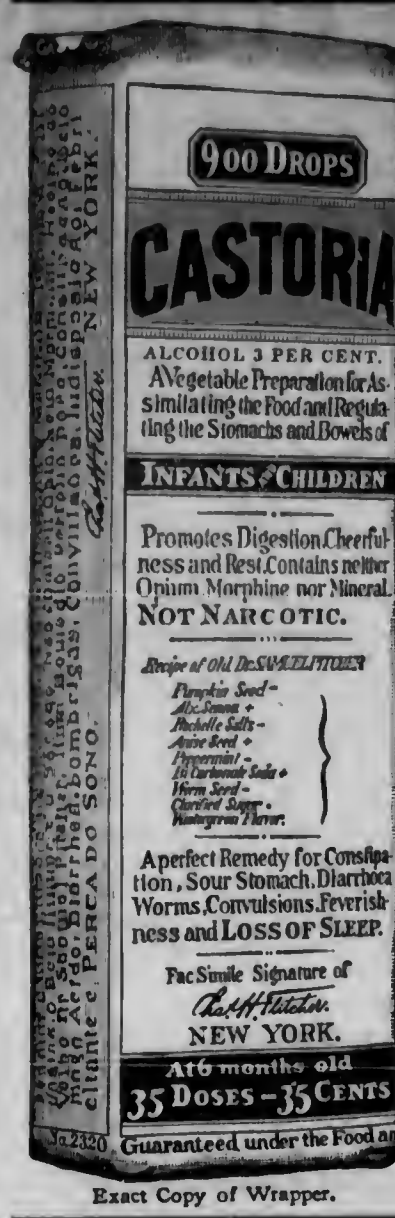 900 DROPS
CASTORIA
ALCOHOL 3 PER CENT.
A Vegetable Preparation for As-
similating the Food and Regula-
ting the Stomachs and Bowels of
INFANTS & CHILDREN
Promotes Digestion, Cheerful-
ness and Rest. Contains neither
Opium, Morphine nor Mineral.
NOT NARCOTIC.
Recipe of Old Dr. SAMUEL PITCHER
Pumpkin Seed -
Alx. Senna +
Rochelle Salts -
Anise Seed +
Peppermint -
Bi Carbonate Soda +
Worm Seed -
Clarified Sugar .
Wintergreen Flavor.
A perfect Remedy for Constipa-
tion, Sour Stomach, Diarrhoea
Worms, Convulsions, Feverish-
ness and LOSS OF SLEEP.
Fac Simile Signature of
Chas. H. Fletcher.
NEW YORK.
At 6 months old
35 DOSES - 35 CENTS
Guaranteed under the Food a
Exact Copy of Wrapper.
Chas. H. Fletcher. NEW YORK.
PERCADO SONO.
2320